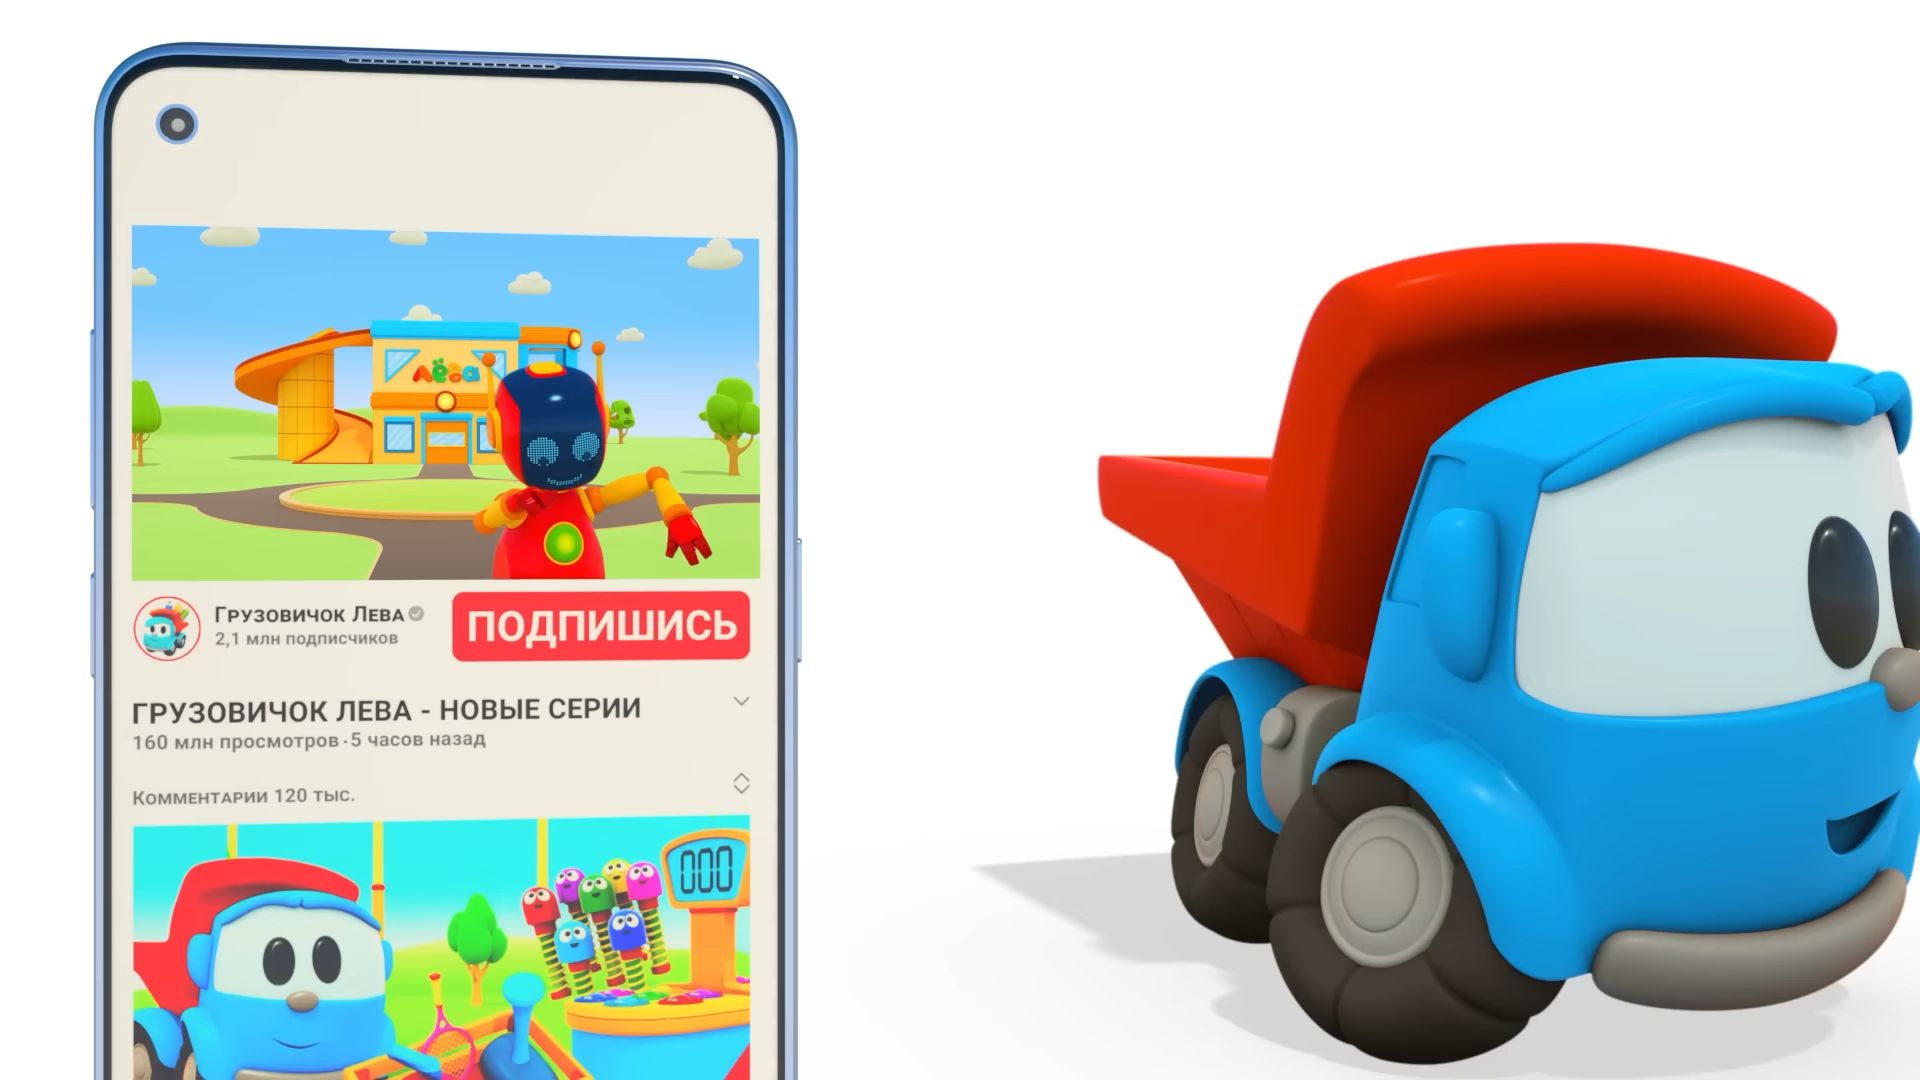 лёва
Грузовичок Лева
2,1 млн подписчиков
ПОДПИШИСЬ
ГРУЗОВИЧОК ЛЕВА - НОВЫЕ СЕРИИ
160 млн просмотров · 5 часов назад
Комментарии 120 тыс.
000